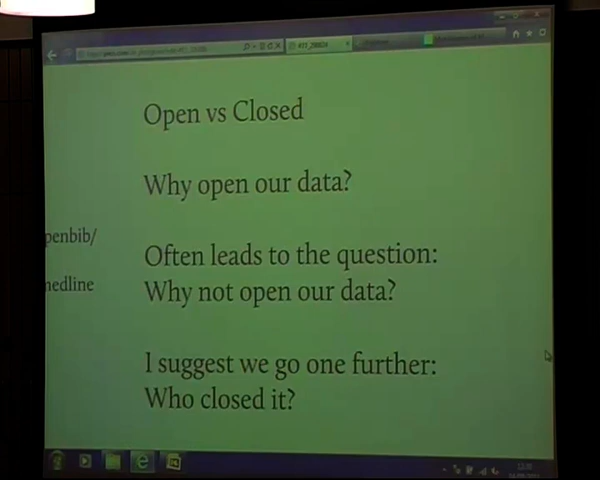 Open vs Closed
Why open our data?
penbib/
Often leads to the question:
nedline
Why not open our data?
I suggest we go one further:
Who closed it?